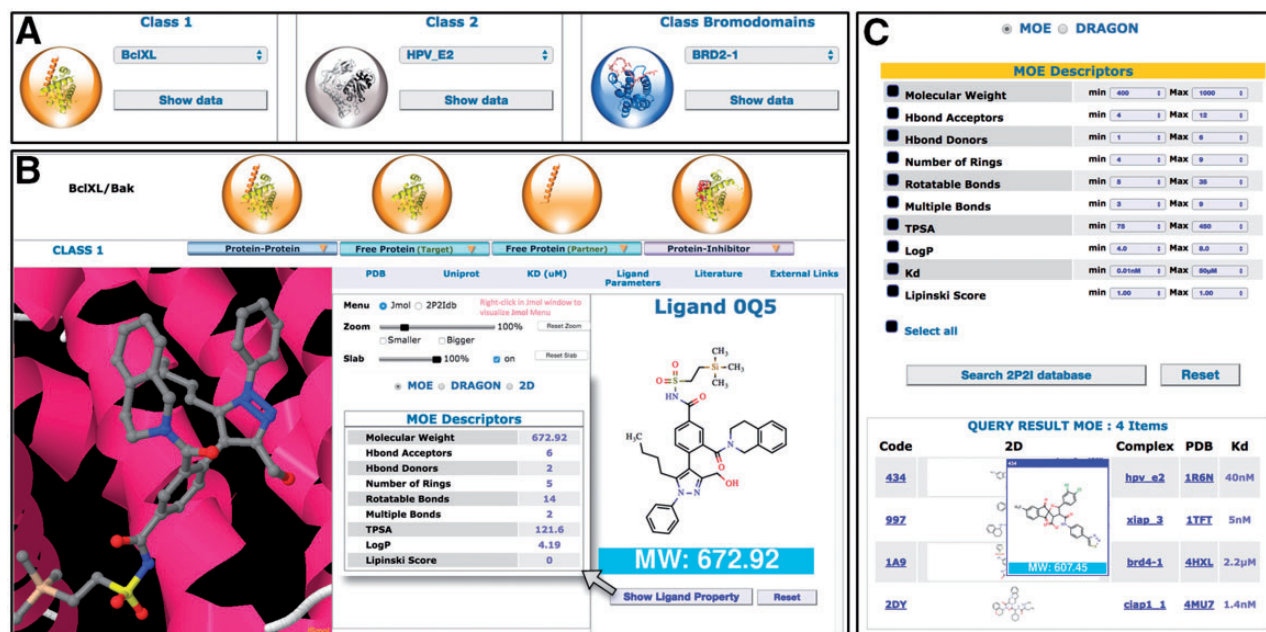 A
Class 1
Class 2
Class Bromodomains
BclXL
HPV_E2
BRD2-1
Show data
Show data
Show data
B
BclXL/Bak
CLASS 1
Protein-Protein
Free Protein (Target)
Free Protein (Partner)
Protein-Inhibitor
PDB
Uniprot
KD (uM)
Ligand Parameters
Literature
External Links
Menu Jmol 2P2Idb
Right-click in Jmol window to
visualize Jmol Menu
Zoom 100% Reset Zoom
Smaller Bigger
Slab 100% on Reset Slab
MOE DRAGON 2D
MOE Descriptors
Molecular Weight 672.92
Hbond Acceptors 6
Hbond Donors 2
Number of Rings 5
Rotatable Bonds 14
Multiple Bonds 2
TPSA 121.6
LogP 4.19
Lipinski Score 0
Ligand 0Q5
CH3
H3C Si CH3
O S O
HN O
H3C
N
O
OH
N N
MW: 672.92
Show Ligand Property Reset
C
MOE DRAGON
MOE Descriptors
Molecular Weight min 400 Max 1000
Hbond Acceptors min 4 Max 12
Hbond Donors min 1 Max 6
Number of Rings min 4 Max 9
Rotatable Bonds min 5 Max 35
Multiple Bonds min 3 Max 9
TPSA min 75 Max 450
LogP min 4.0 Max 8.0
Kd min 0.01nM Max 50µM
Lipinski Score min 1.00 Max 1.00
Select all
Search 2P2I database Reset
QUERY RESULT MOE : 4 Items
Code 2D Complex PDB Kd
434 hpv_e2 1R6N 40nM
434
997 xiap_3 1TFT 5nM
1A9 brd4-1 4HXL 2.2µM
MW: 607.45
2DY ciap1_1 4MU7 1.4nM